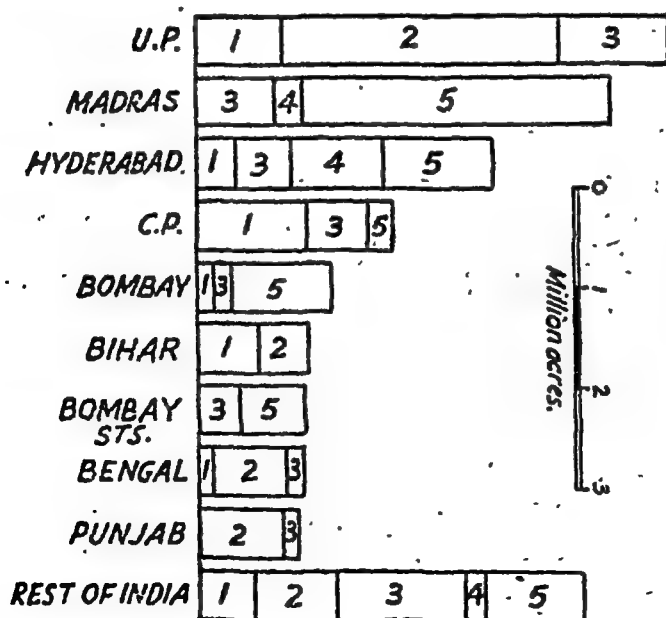 U.P. 1 2 3
MADRAS 3 4 5
HYDERABAD. 1 3 4 5
C.P. 1 3 5
BOMBAY 1 3 5
BIHAR 1 2
BOMBAY STS. 3 5
BENGAL 1 2 3
PUNJAB 2 3
REST OF INDIA 1 2 3 4 5
0
1
2
3
Million acres.